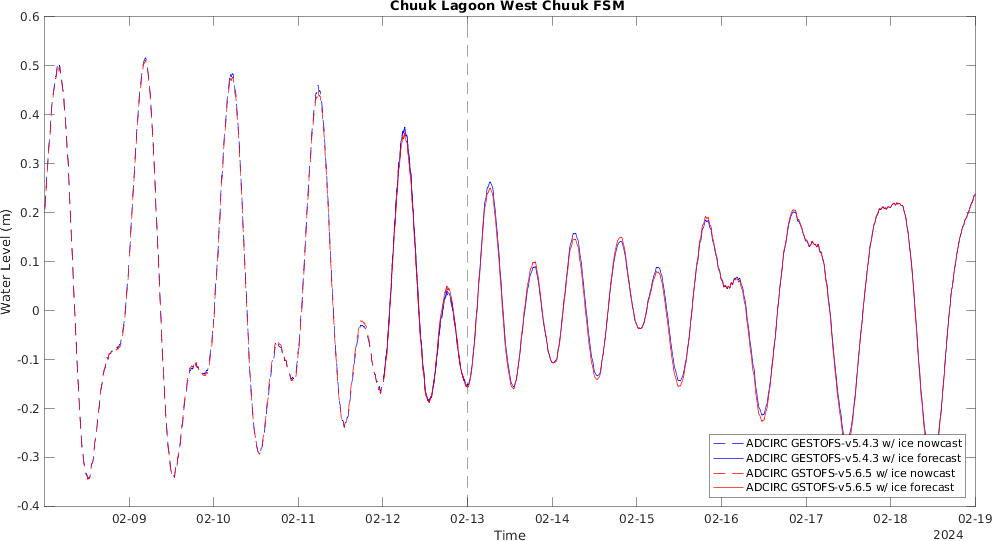 Chuuk Lagoon West Chuuk FSM
0.6
0.5
0.4
0.3
0.2
0.1
0
-0.1
-0.2
-0.3
-0.4
Water Level (m)
ADCIRC GESTOFS-v5.4.3 w/ ice nowcast
ADCIRC GESTOFS-v5.4.3 w/ ice forecast
ADCIRC GSTOFS-v5.6.5 w/ ice nowcast
ADCIRC GSTOFS-v5.6.5 w/ ice forecast
02-09 02-10 02-11 02-12 02-13 02-14 02-15 02-16 02-17 02-18 02-19
Time
2024